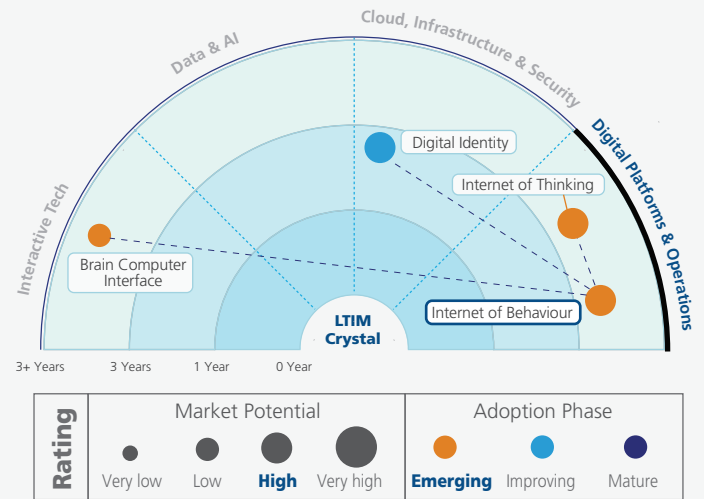 Cloud, Infrastructure & Security
Data & AI
Digital Platforms & Operations
Interactive Tech
Digital Identity
Internet of Thinking
Brain Computer
Interface
Internet of Behaviour
LTIM
Crystal
3+ Years
3 Years
1 Year
0 Year
Rating
Market Potential
Adoption Phase
Very low
Low
High
Very high
Emerging
Improving
Mature